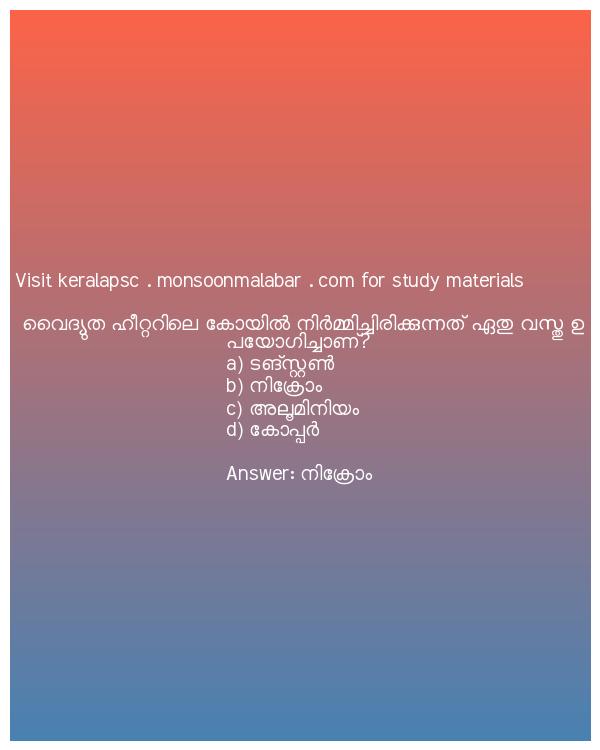 Visit keralapsc . monsoonmalabar . com for study materials
വൈദ്യുത ഹീറ്ററിലെ കോയിൽ നിർമ്മിച്ചിരിക്കുന്നത് ഏതു വസ്തു ഉ
പയോഗിച്ചാണ്?
a) ടങ്സ്റ്റൺ
b) നിക്രോം
c) അലൂമിനിയം
d) കോപ്പർ
Answer: നിക്രോം